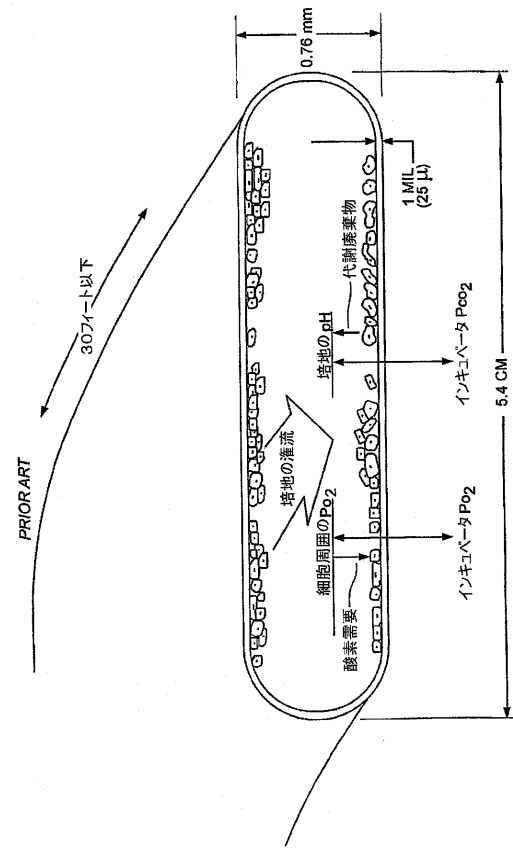 PRIOR ART
30フィート以下
0.76 mm
培地の潅流
細胞周囲のPo2
酸素需要
培地のpH
代謝廃棄物
1 MIL
(25 μ)
インキュベータ Po2
インキュベータ Pco2
5.4 CM